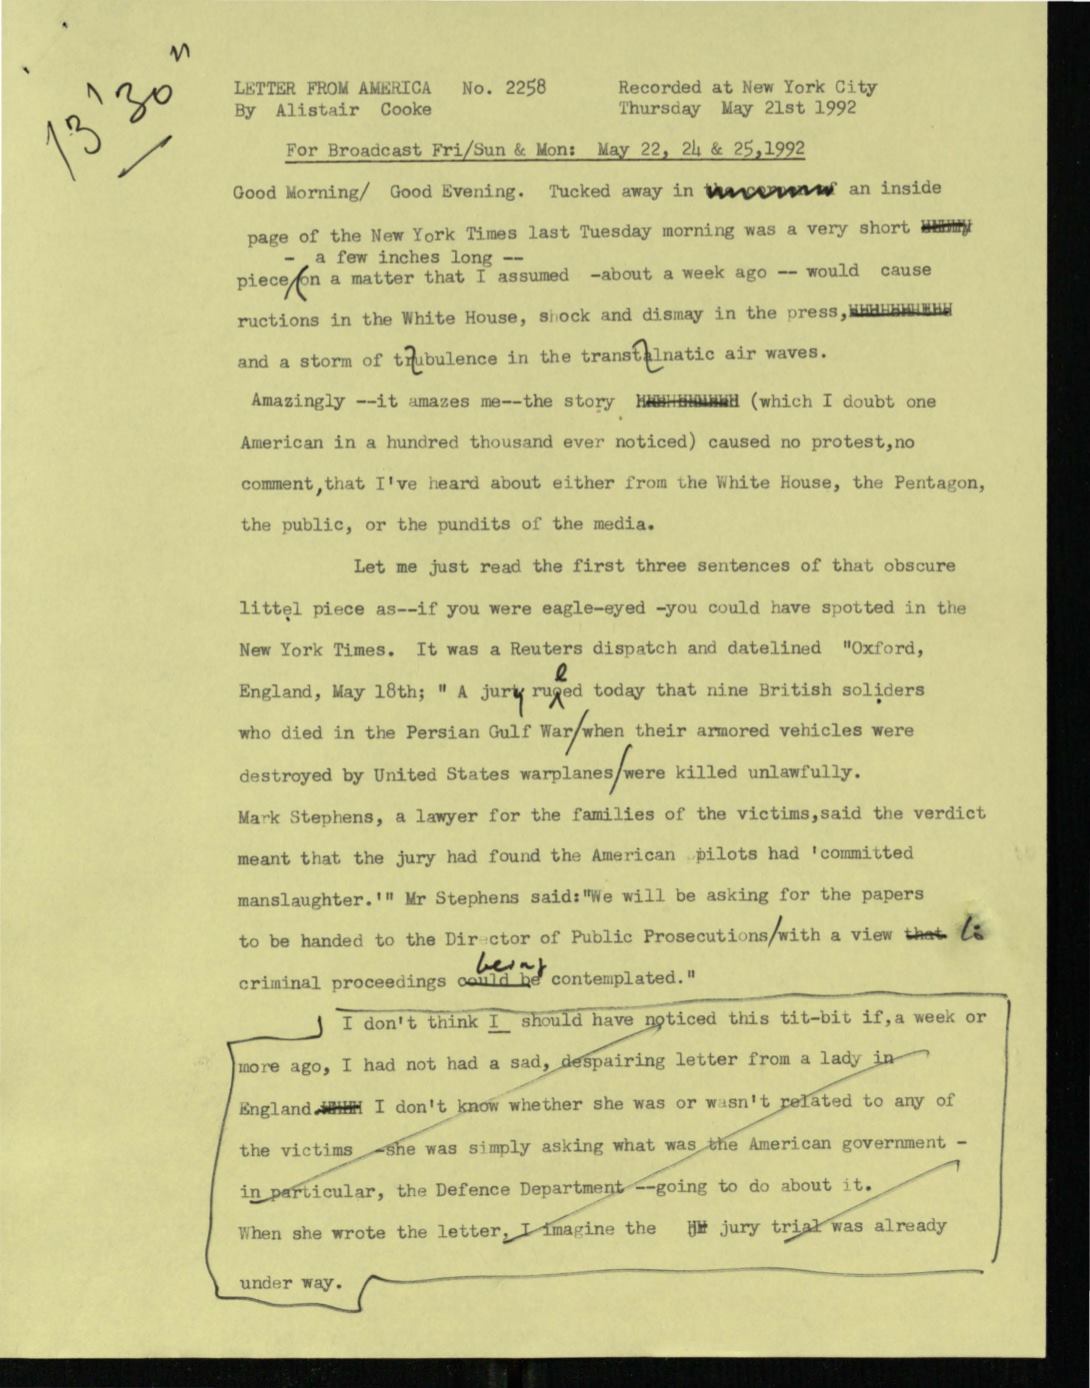 13' 30"
LETTER FROM AMERICA No. 2258 Recorded at New York City
By Alistair Cooke Thursday May 21st 1992
For Broadcast Fri/Sun & Mon: May 22, 24 & 25,1992
Good Morning/ Good Evening. Tucked away in an inside
page of the New York Times last Tuesday morning was a very short
- a few inches long --
piece/on a matter that I assumed -about a week ago -- would cause
ructions in the White House, shock and dismay in the press,
and a storm of trubulence in the transtalnatic air waves.
Amazingly --it amazes me--the story (which I doubt one
American in a hundred thousand ever noticed) caused no protest,no
comment,that I've heard about either from the White House, the Pentagon,
the public, or the pundits of the media.
Let me just read the first three sentences of that obscure
littel piece as--if you were eagle-eyed -you could have spotted in the
New York Times. It was a Reuters dispatch and datelined "Oxford,
l
England, May 18th; " A jury rued today that nine British soliders
who died in the Persian Gulf War/when their armored vehicles were
destroyed by United States warplanes/were killed unlawfully.
Mark Stephens, a lawyer for the families of the victims,said the verdict
meant that the jury had found the American pilots had 'committed
manslaughter.'" Mr Stephens said:"We will be asking for the papers
to be handed to the Director of Public Prosecutions/with a view that to
being
criminal proceedings could be contemplated."
I don't think I should have noticed this tit-bit if,a week or
more ago, I had not had a sad, despairing letter from a lady in
England. I don't know whether she was or wasn't related to any of
the victims -she was simply asking what was the American government -
in particular, the Defence Department --going to do about it.
When she wrote the letter, I imagine the jury trial was already
under way.